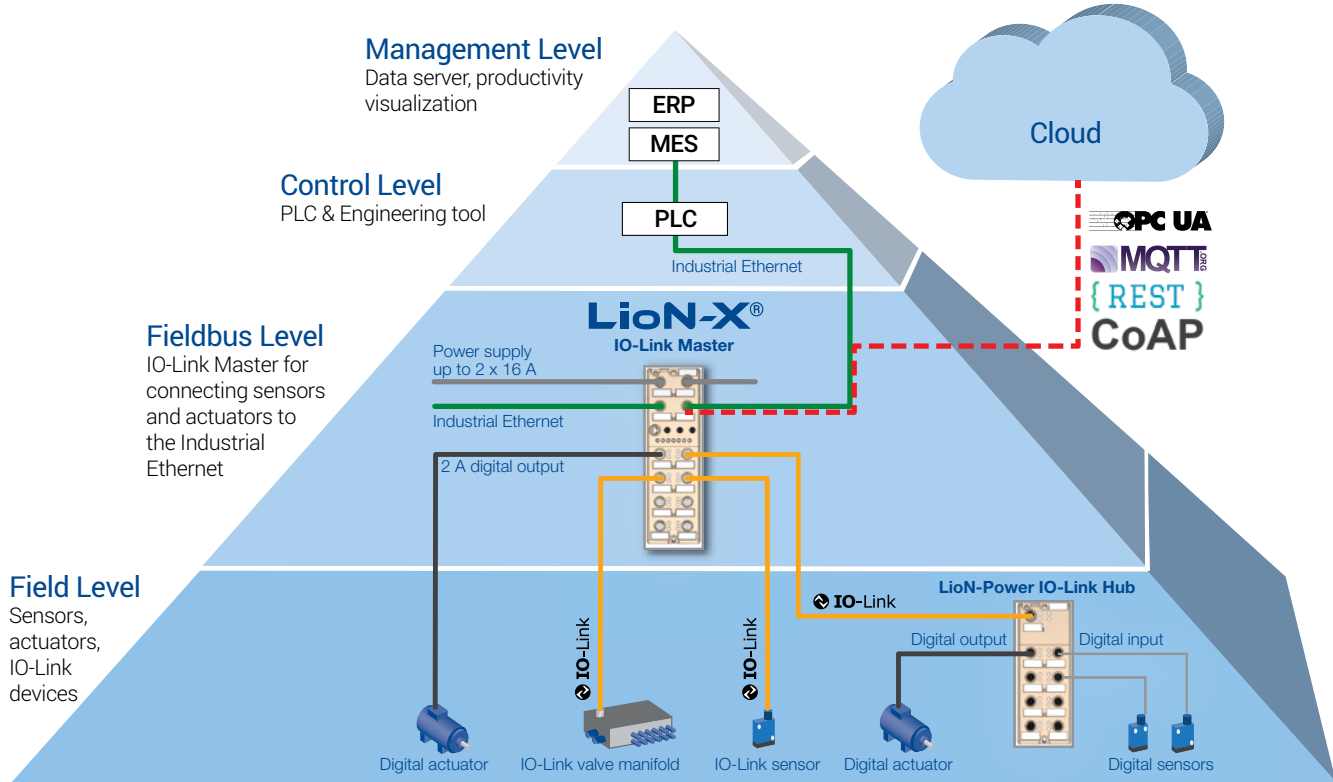 Management Level
Data server, productivity
visualization
ERP
MES
Cloud
Control Level
PLC & Engineering tool
PLC
Industrial Ethernet
OPC UA
MQTT.ORG
{ REST }
CoAP
Fieldbus Level
IO-Link Master for
connecting sensors
and actuators to
the Industrial
Ethernet
LioN-X®
IO-Link Master
Power supply
up to 2 x 16 A
Industrial Ethernet
2 A digital output
Field Level
Sensors,
actuators,
IO-Link
devices
IO-Link
IO-Link
IO-Link
LioN-Power IO-Link Hub
Digital output
Digital input
Digital actuator
IO-Link valve manifold
IO-Link sensor
Digital actuator
Digital sensors